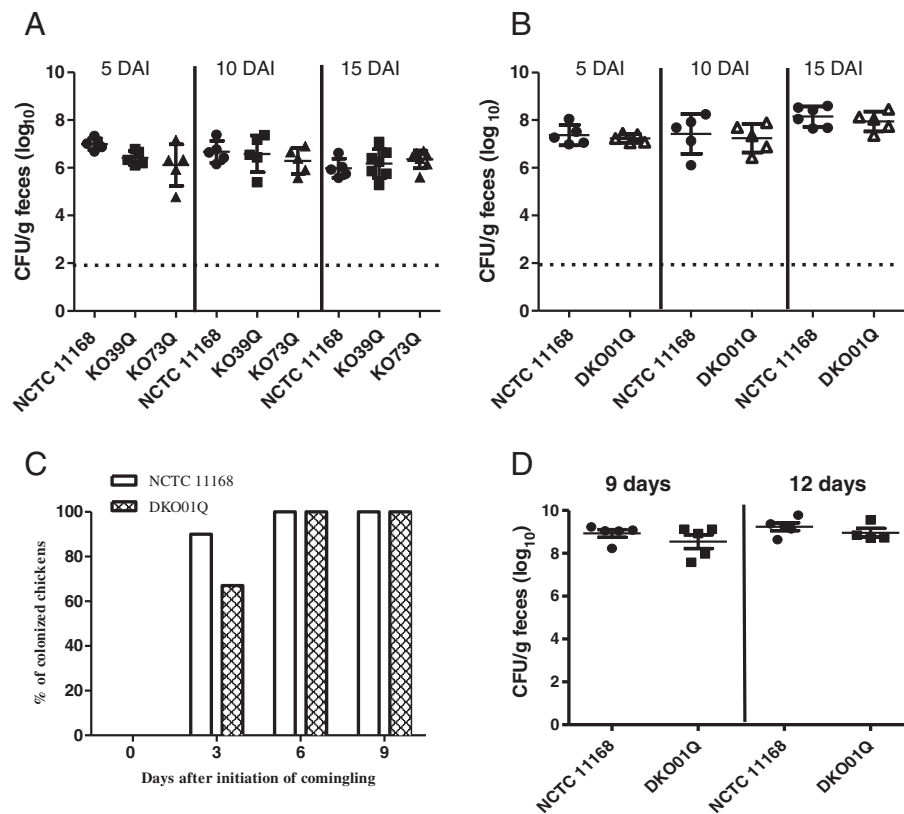 A
5 DAI 10 DAI 15 DAI
CFU/g feces (log10)
10
8
6
4
2
0
NCTC 11168 KO39Q KO73Q NCTC 11168 KO39Q KO73Q NCTC 11168 KO39Q KO73Q
B
5 DAI 10 DAI 15 DAI
CFU/g feces (log 10)
10
8
6
4
2
0
NCTC 11168 DKO01Q NCTC 11168 DKO01Q NCTC 11168 DKO01Q
C
NCTC 11168
DKO01Q
% of colonized chickens
100
80
60
40
20
0
0 3 6 9
Days after initiation of comingling
D
9 days 12 days
CFU/g feces (log10)
10
8
6
4
2
0
NCTC 11168 DKO01Q NCTC 11168 DKO01Q